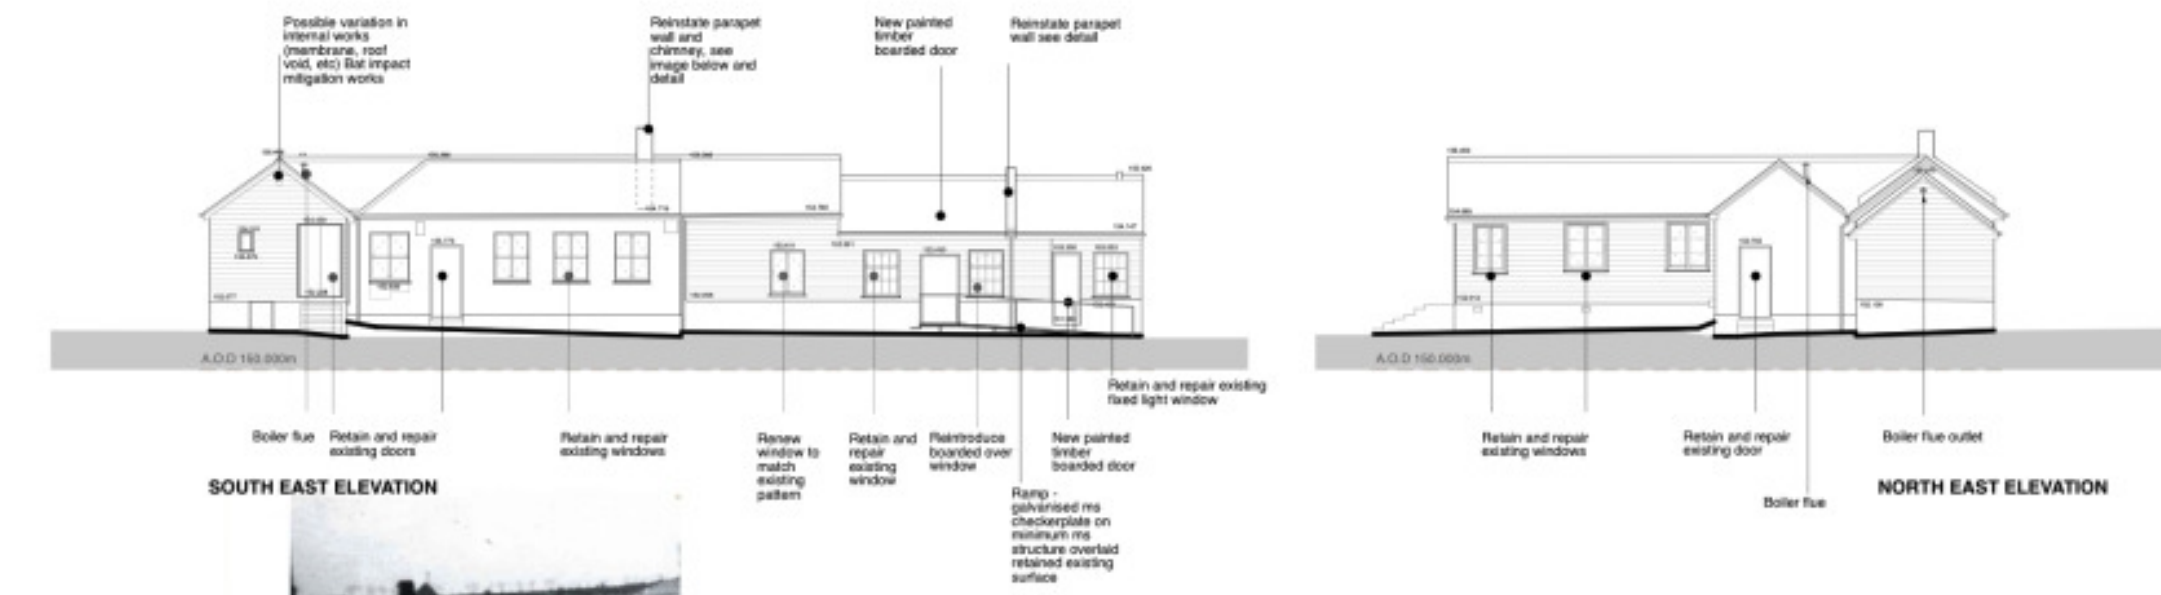 Possible variation in
internal works
(membrane, roof
void, etc) Bat impact
mitigation works
Reinstate parapet
wall and
chimney, see
image below and
detail
New painted
timber
boarded door
Reinstate parapet
wall see detail
A.O.D 150.000m
A.O.D 150.000m
Retain and repair existing
fixed light window
Boiler flue
Retain and repair
existing doors
Retain and repair
existing windows
Renew
window to
match
existing
pattern
Retain and
repair
existing
window
Reintroduce
boarded over
window
New painted
timber
boarded door
Ramp -
galvanised ms
checkerplate on
minimum ms
structure overlaid
retained existing
surface
SOUTH EAST ELEVATION
Retain and repair
existing windows
Retain and repair
existing door
Boiler flue
Boiler flue outlet
NORTH EAST ELEVATION